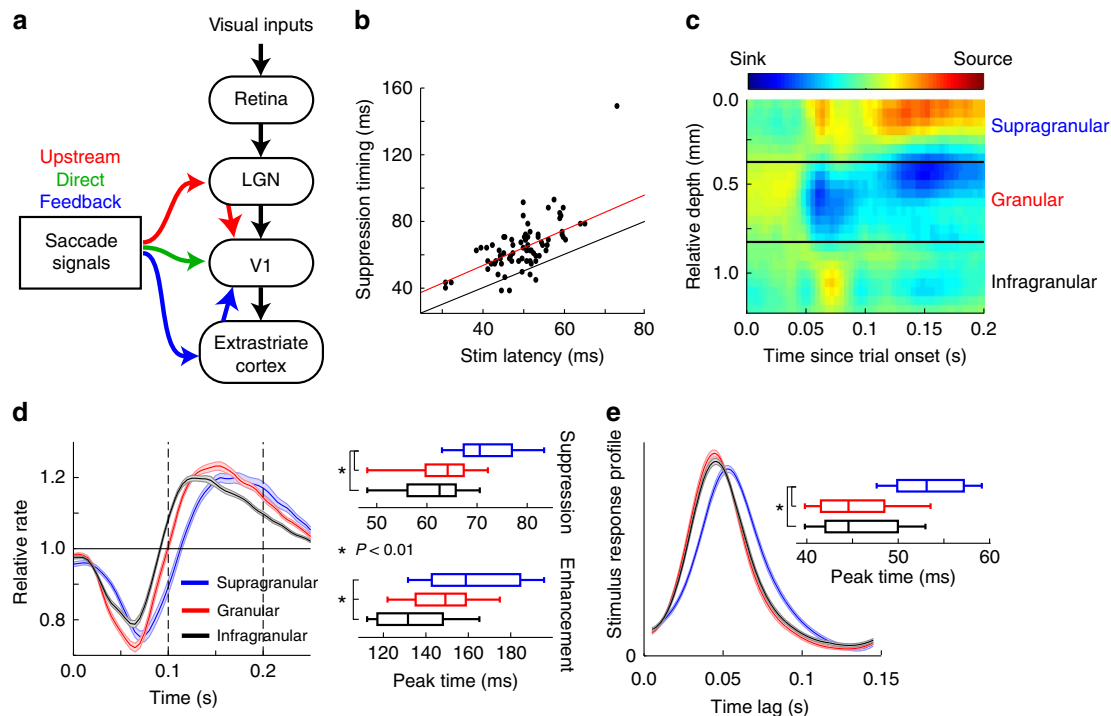 a
Visual inputs
Retina
Upstream
Direct
Feedback
LGN
Saccade
signals
V1
Extrastriate
cortex
b
Suppression timing (ms)
160
120
80
40
40
60
80
Stim latency (ms)
c
Sink
Source
Relative depth (mm)
0.0
0.5
1.0
Supragranular
Granular
Infragranular
0
0.05
0.1
0.15
0.2
Time since trial onset (s)
d
Relative rate
1.2
1.0
0.8
Supragranular
Granular
Infragranular
0.0
0.1
0.2
Time (s)
*
50
60
70
80
Suppression
* P < 0.01
*
120
140
160
180
Enhancement
Peak time (ms)
e
Stimulus response profile
0
0.0
0.05
0.1
0.15
Time lag (s)
*
40
50
60
Peak time (ms)